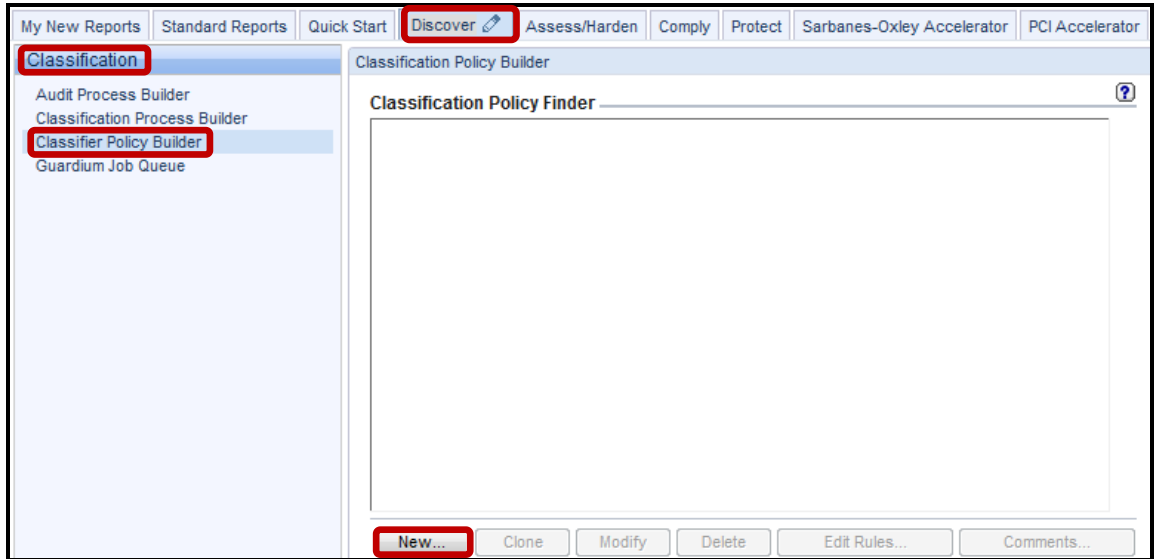 My New Reports Standard Reports Quick Start Discover Assess/Harden Comply Protect Sarbanes-Oxley Accelerator PCI Accelerator
Classification
Audit Process Builder
Classification Process Builder
Classifier Policy Builder
Guardium Job Queue
Classification Policy Builder
Classification Policy Finder ?
New... Clone Modify Delete Edit Rules... Comments...